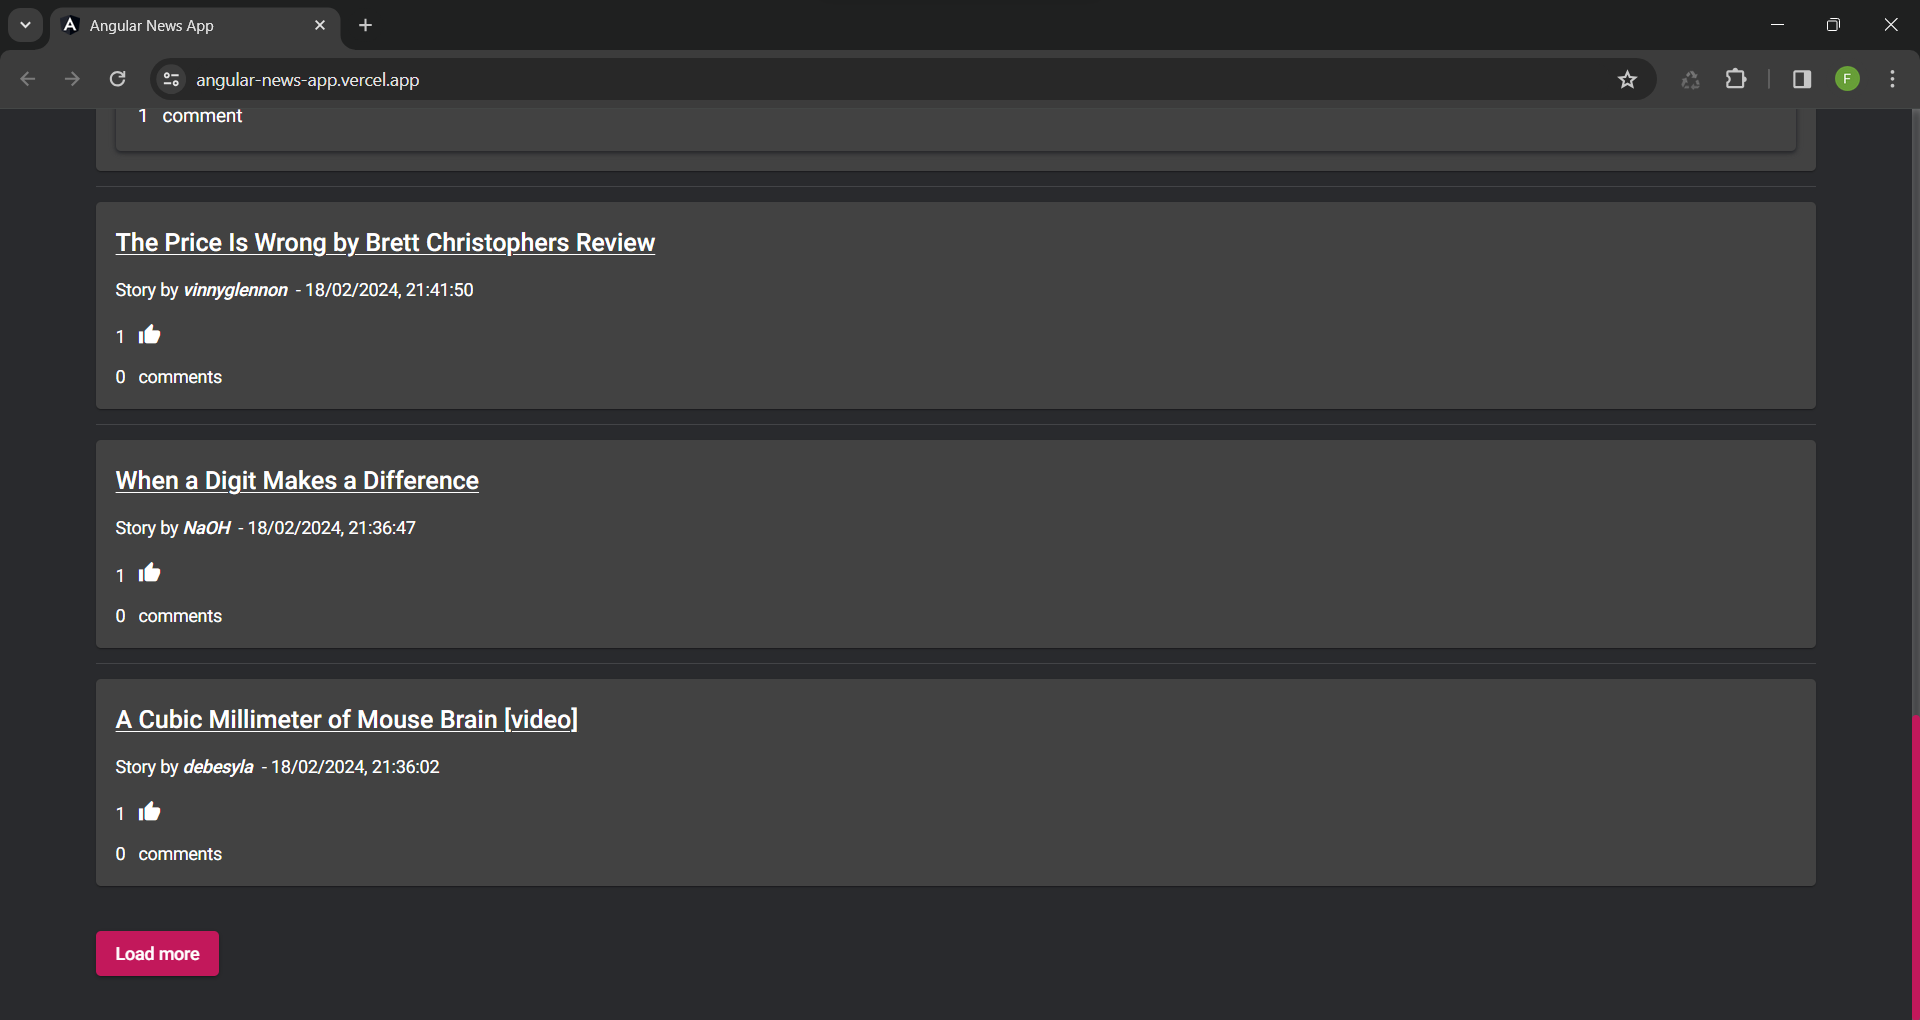 Angular News App
angular-news-app.vercel.app
F
1 comment
The Price Is Wrong by Brett Christophers Review
Story by vinnyglennon - 18/02/2024, 21:41:50
1
0 comments
When a Digit Makes a Difference
Story by NaOH - 18/02/2024, 21:36:47
1
0 comments
A Cubic Millimeter of Mouse Brain [video]
Story by debesyla - 18/02/2024, 21:36:02
1
0 comments
Load more